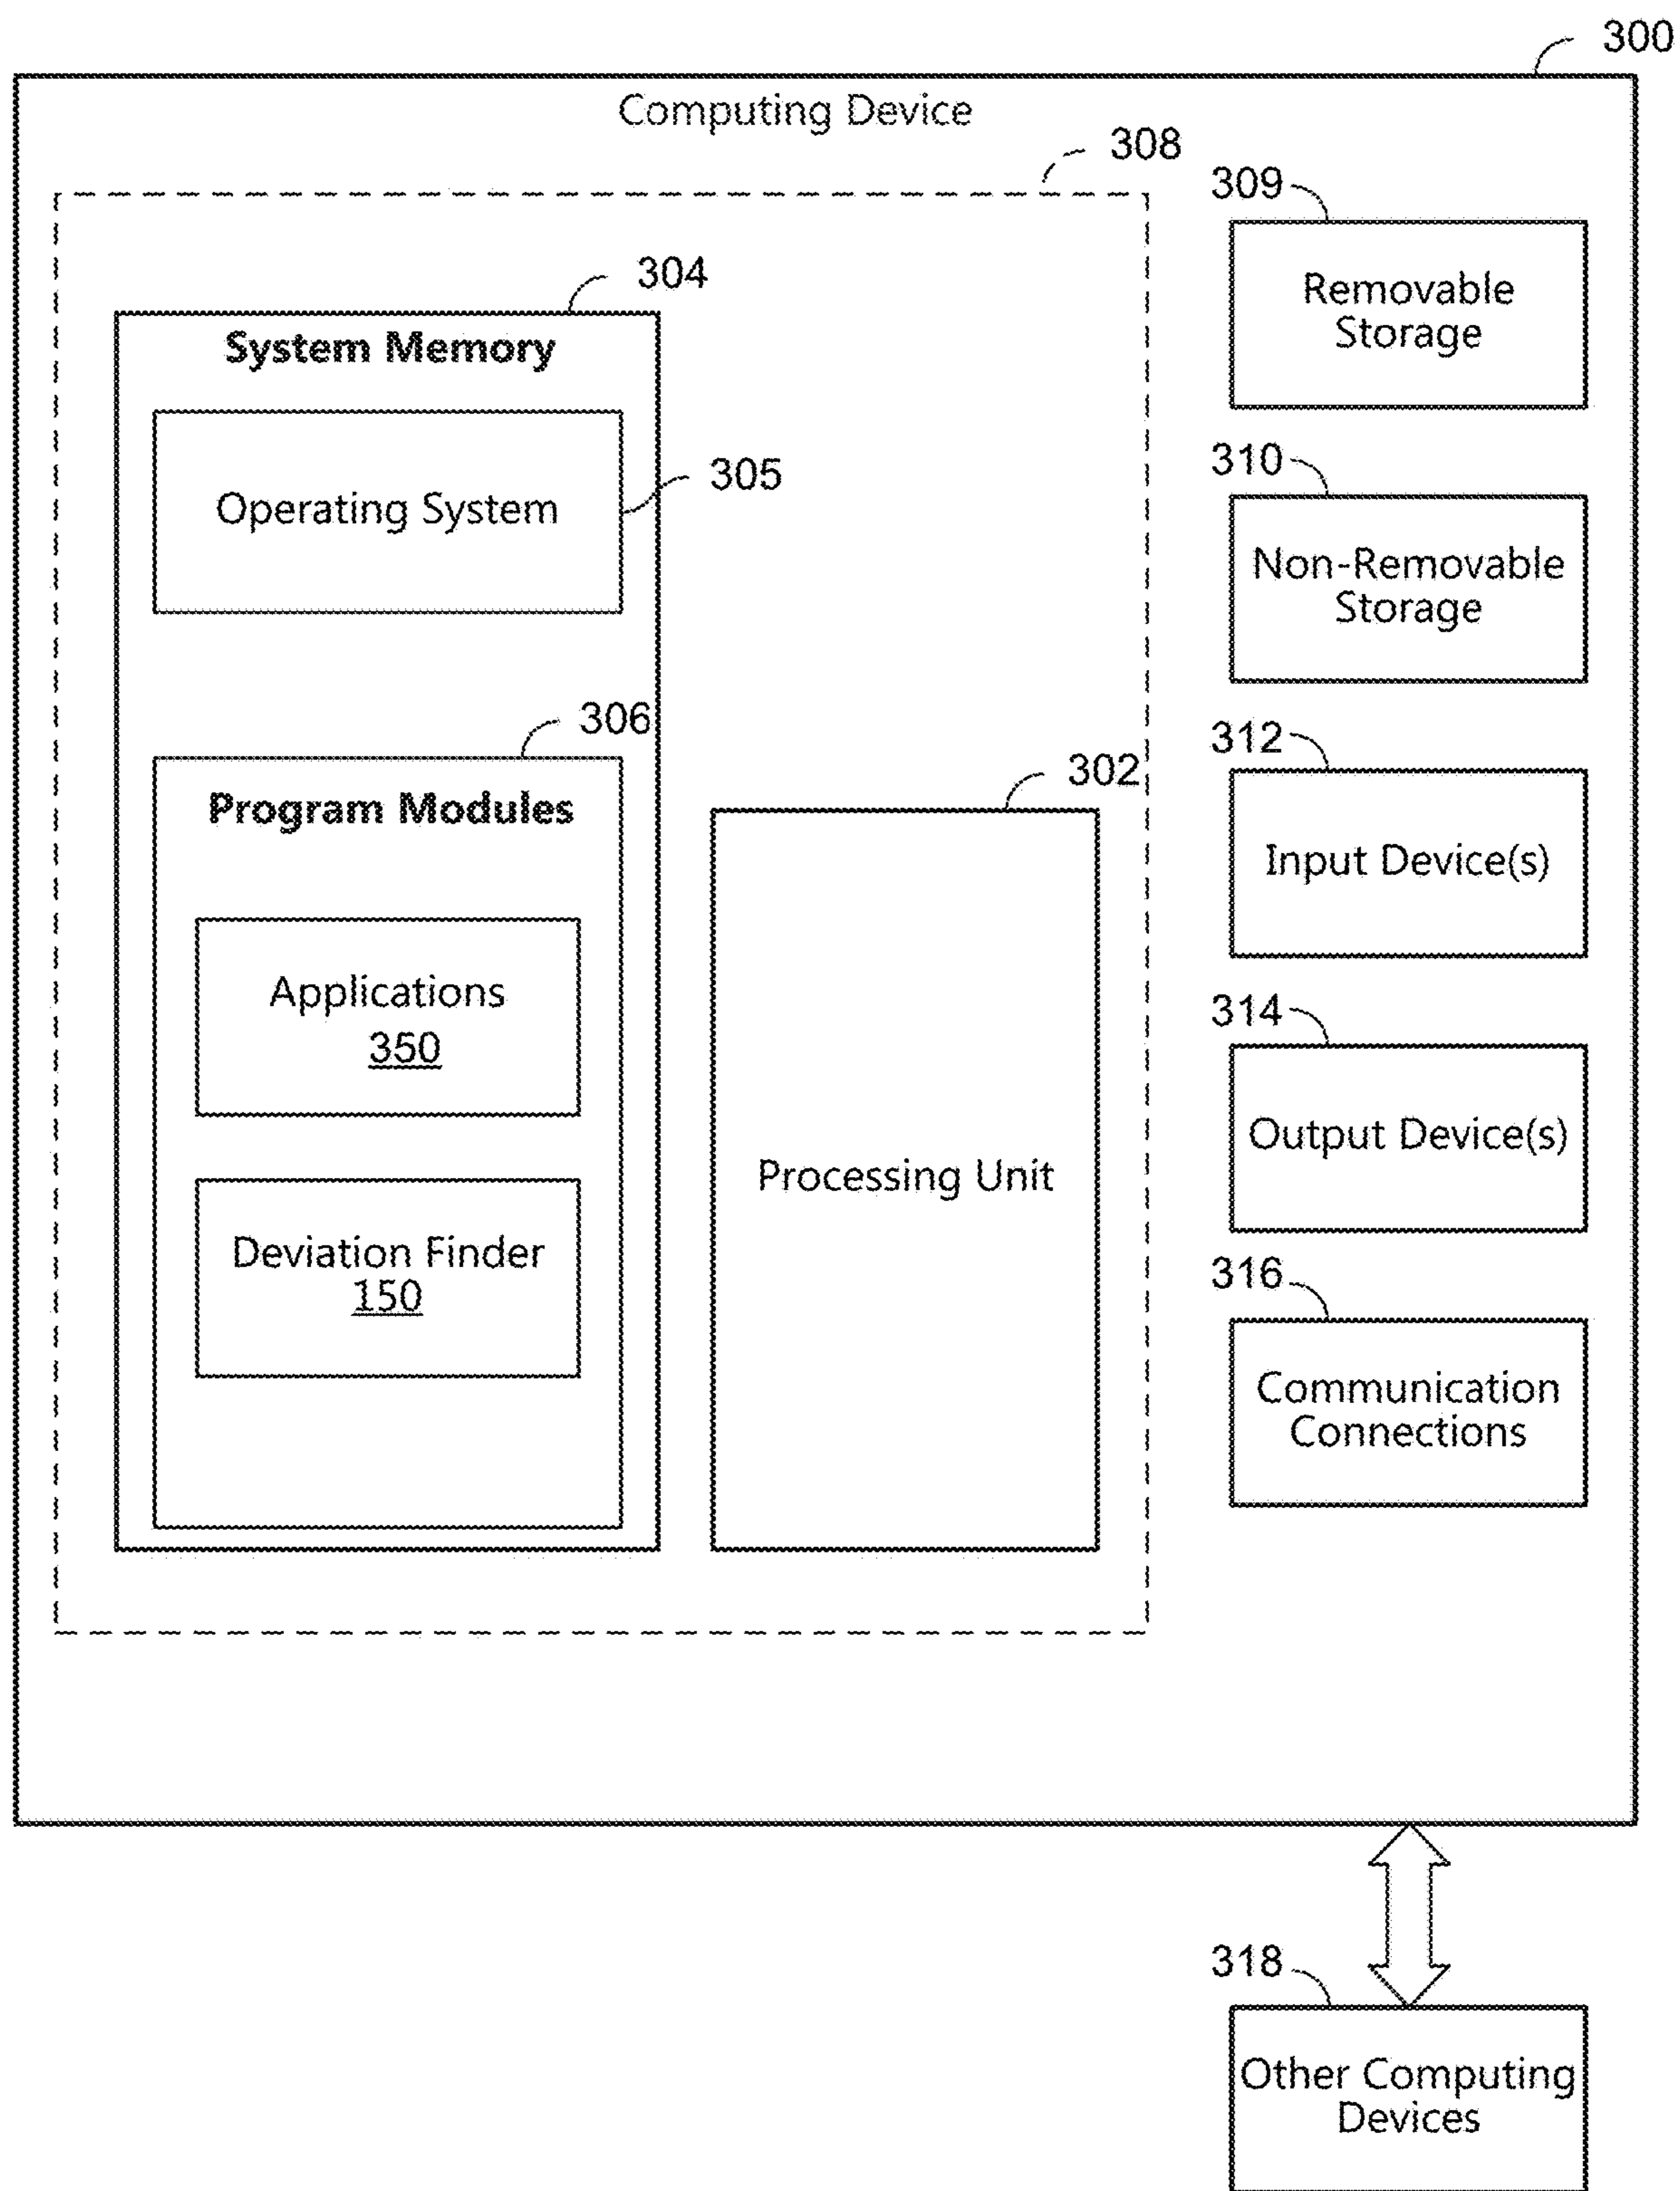 300
Computing Device
308
309
Removable
Storage
304
System Memory
Operating System
305
310
Non-Removable
Storage
306
Program Modules
302
312
Input Device(s)
Applications
350
314
Output Device(s)
Processing Unit
Deviation Finder
150
316
Communication
Connections
318
Other Computing
Devices